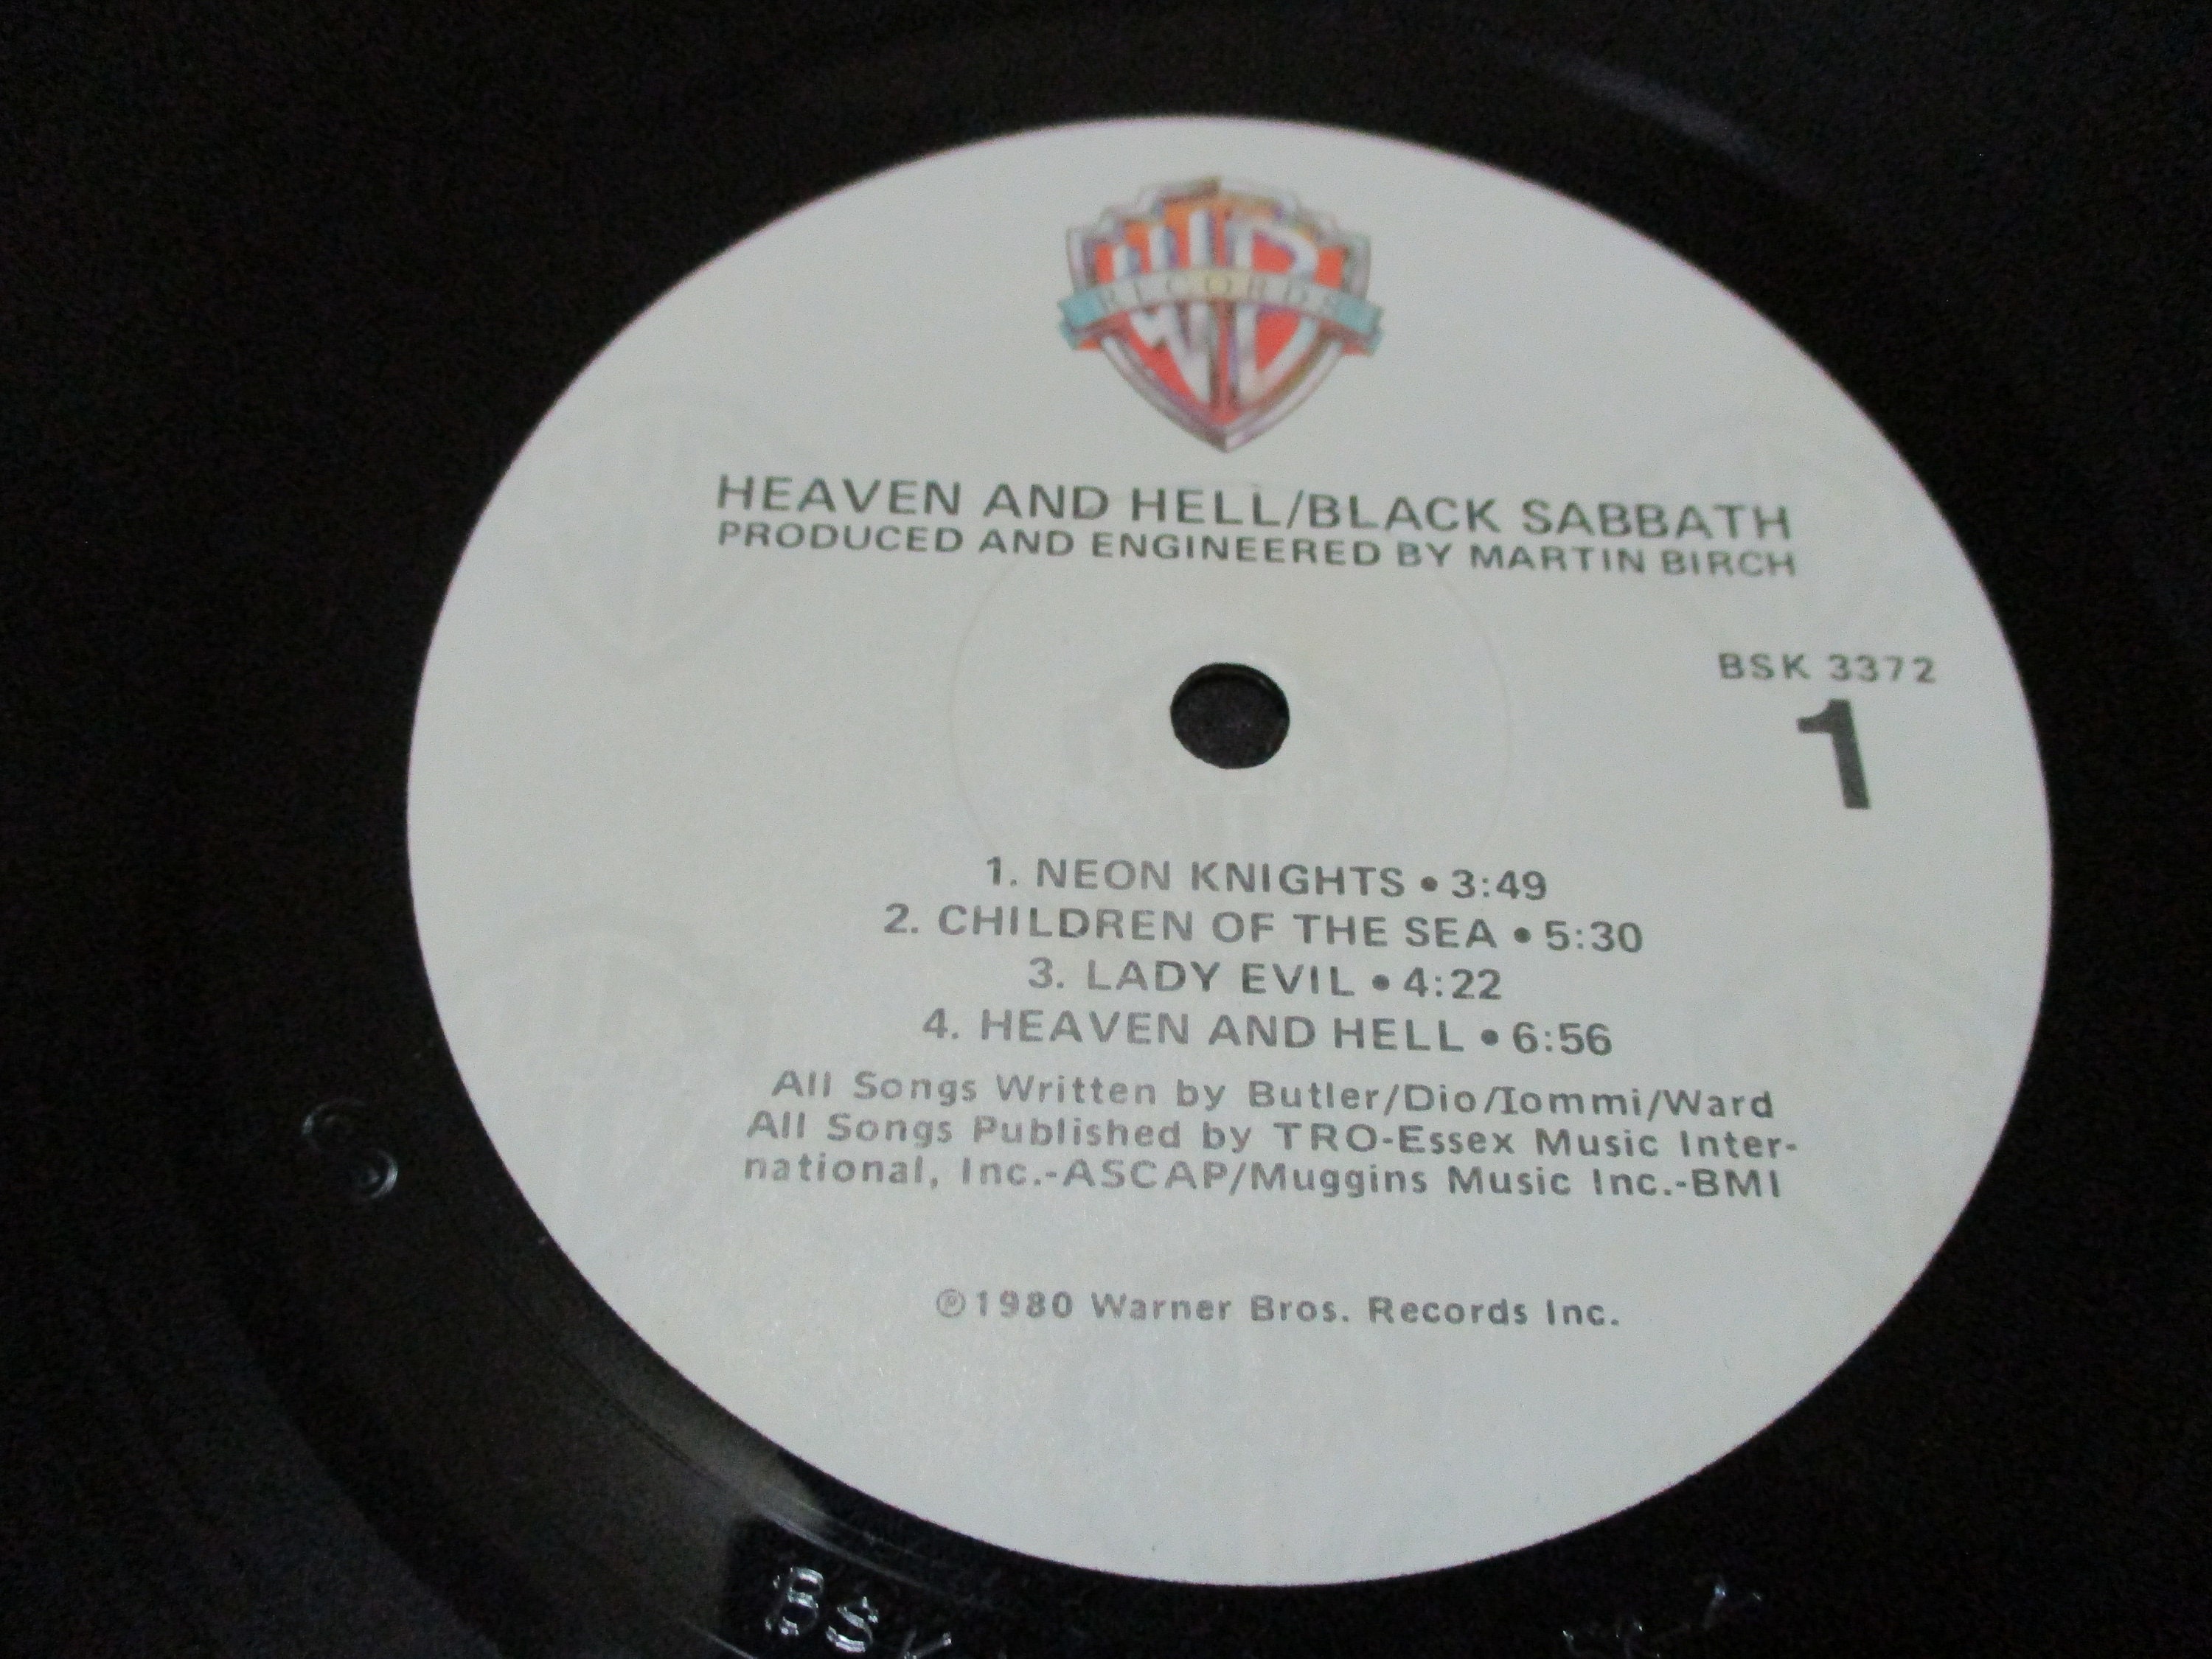 WB
RECORDS
HEAVEN AND HELL/BLACK SABBATH
PRODUCED AND ENGINEERED BY MARTIN BIRCH
BSK 3372
1
1. NEON KNIGHTS • 3:49
2. CHILDREN OF THE SEA • 5:30
3. LADY EVIL • 4:22
4. HEAVEN AND HELL • 6:56
All Songs Written by Butler/Dio/Iommi/Ward
All Songs Published by TRO-Essex Music Inter-
national, Inc.-ASCAP/Muggins Music Inc.-BMI
℗1980 Warner Bros. Records Inc.
S
BSK